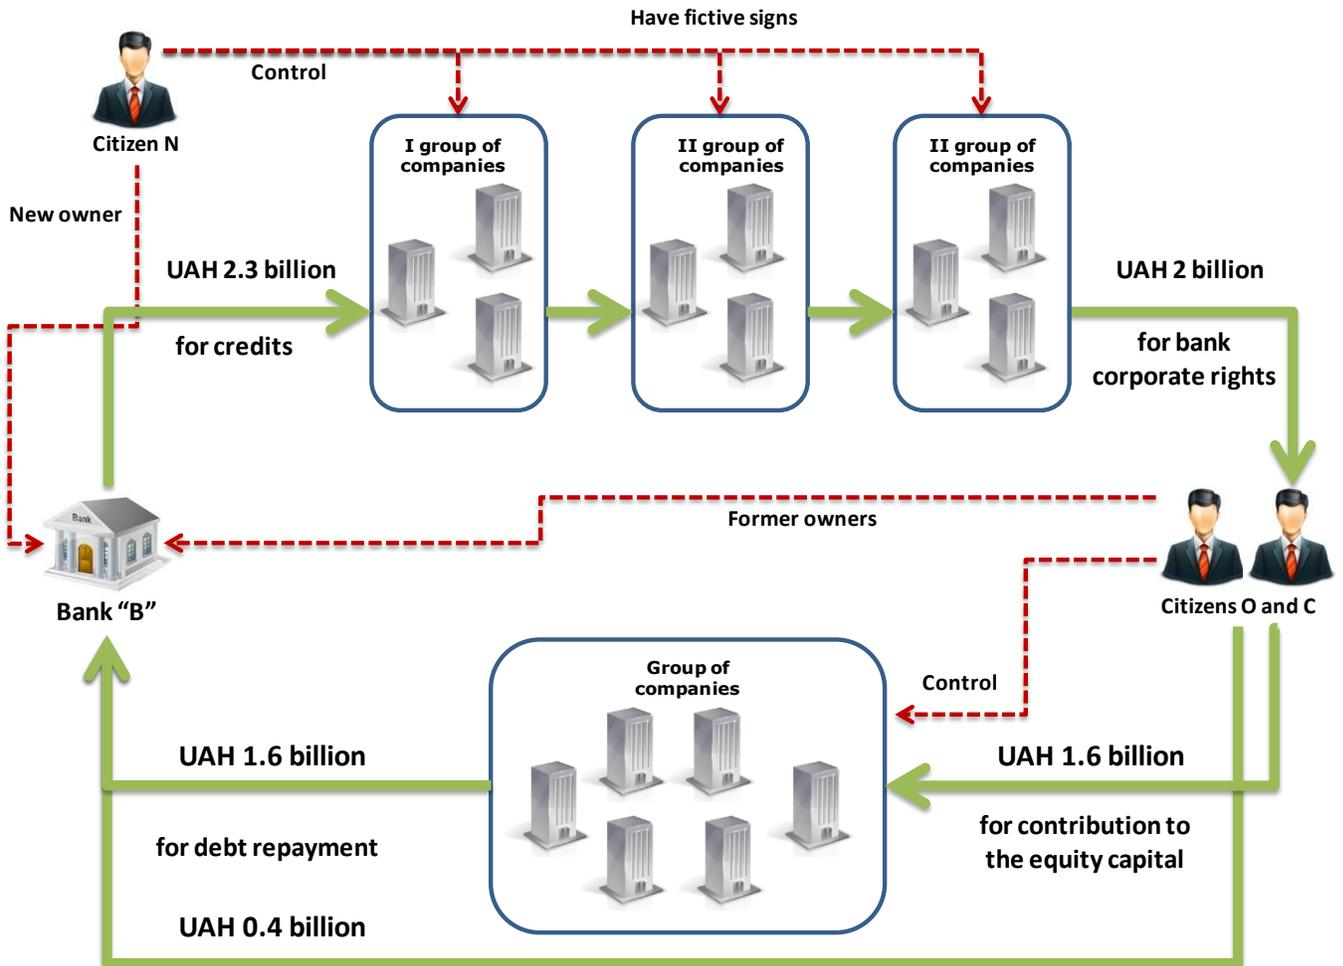 Have fictive signs
Control
Citizen N
I group of
companies
II group of
companies
II group of
companies
New owner
UAH 2.3 billion
for credits
UAH 2 billion
for bank
corporate rights
Bank
Bank “B”
Former owners
Citizens O and C
Group of
companies
Control
UAH 1.6 billion
for debt repayment
UAH 1.6 billion
for contribution to
the equity capital
UAH 0.4 billion